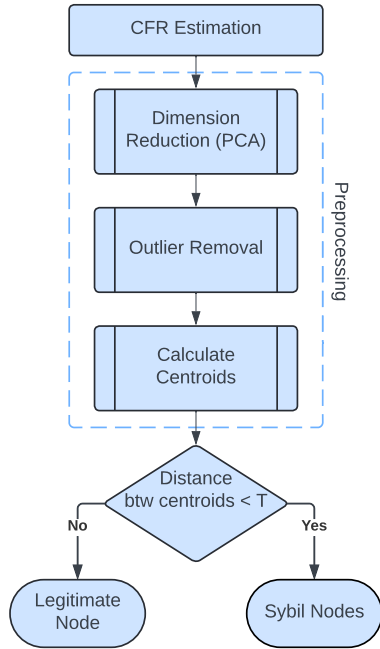 CFR Estimation
Dimension
Reduction (PCA)
Outlier Removal
Preprocessing
Calculate
Centroids
Distance
btw centroids < T
No
Yes
Legitimate
Node
Sybil Nodes